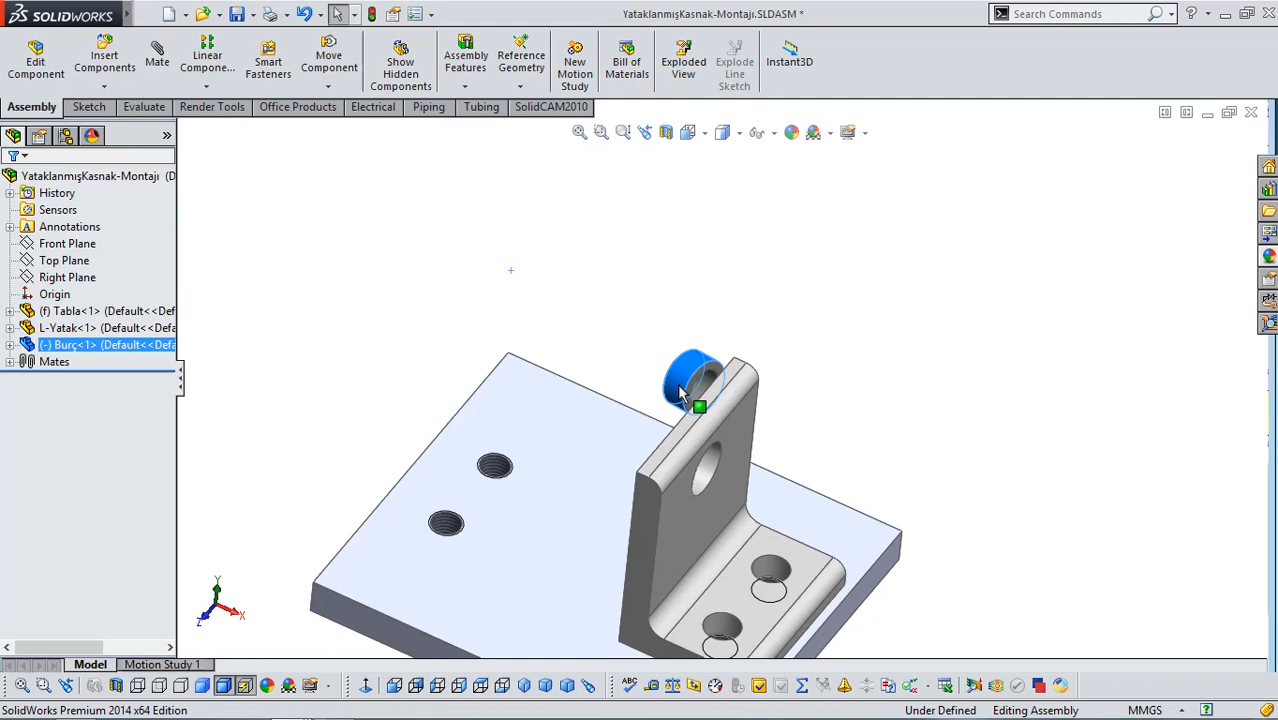 SOLIDWORKS
YataklanmışKasnak-Montajı.SLDASM *
Search Commands
Edit Component
Insert Components
Mate
Linear Compone...
Smart Fasteners
Move Component
Show Hidden Components
Assembly Features
Reference Geometry
New Motion Study
Bill of Materials
Exploded View
Explode Line Sketch
Instant3D
Assembly
Sketch
Evaluate
Render Tools
Office Products
Electrical
Piping
Tubing
SolidCAM2010
YataklanmışKasnak-Montajı (D
History
Sensors
Annotations
Front Plane
Top Plane
Right Plane
Origin
(f) Tabla<1> (Default<<Def
L-Yatak<1> (Default<<Def
(-) Burç<1> (Default<<Defa
Mates
Y
X
Z
Model
Motion Study 1
SolidWorks Premium 2014 x64 Edition
Under Defined
Editing Assembly
MMGS